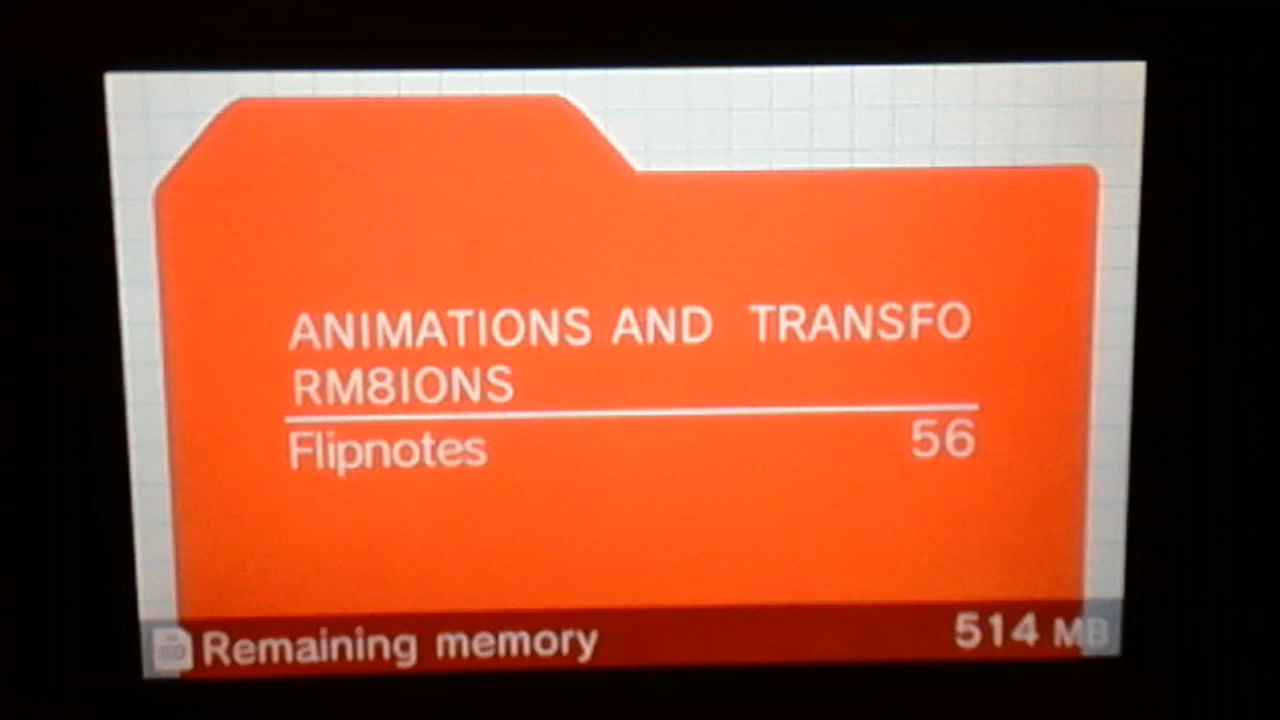 ANIMATIONS AND  TRANSFO
RM8IONS
Flipnotes 56
Remaining memory 514 MB